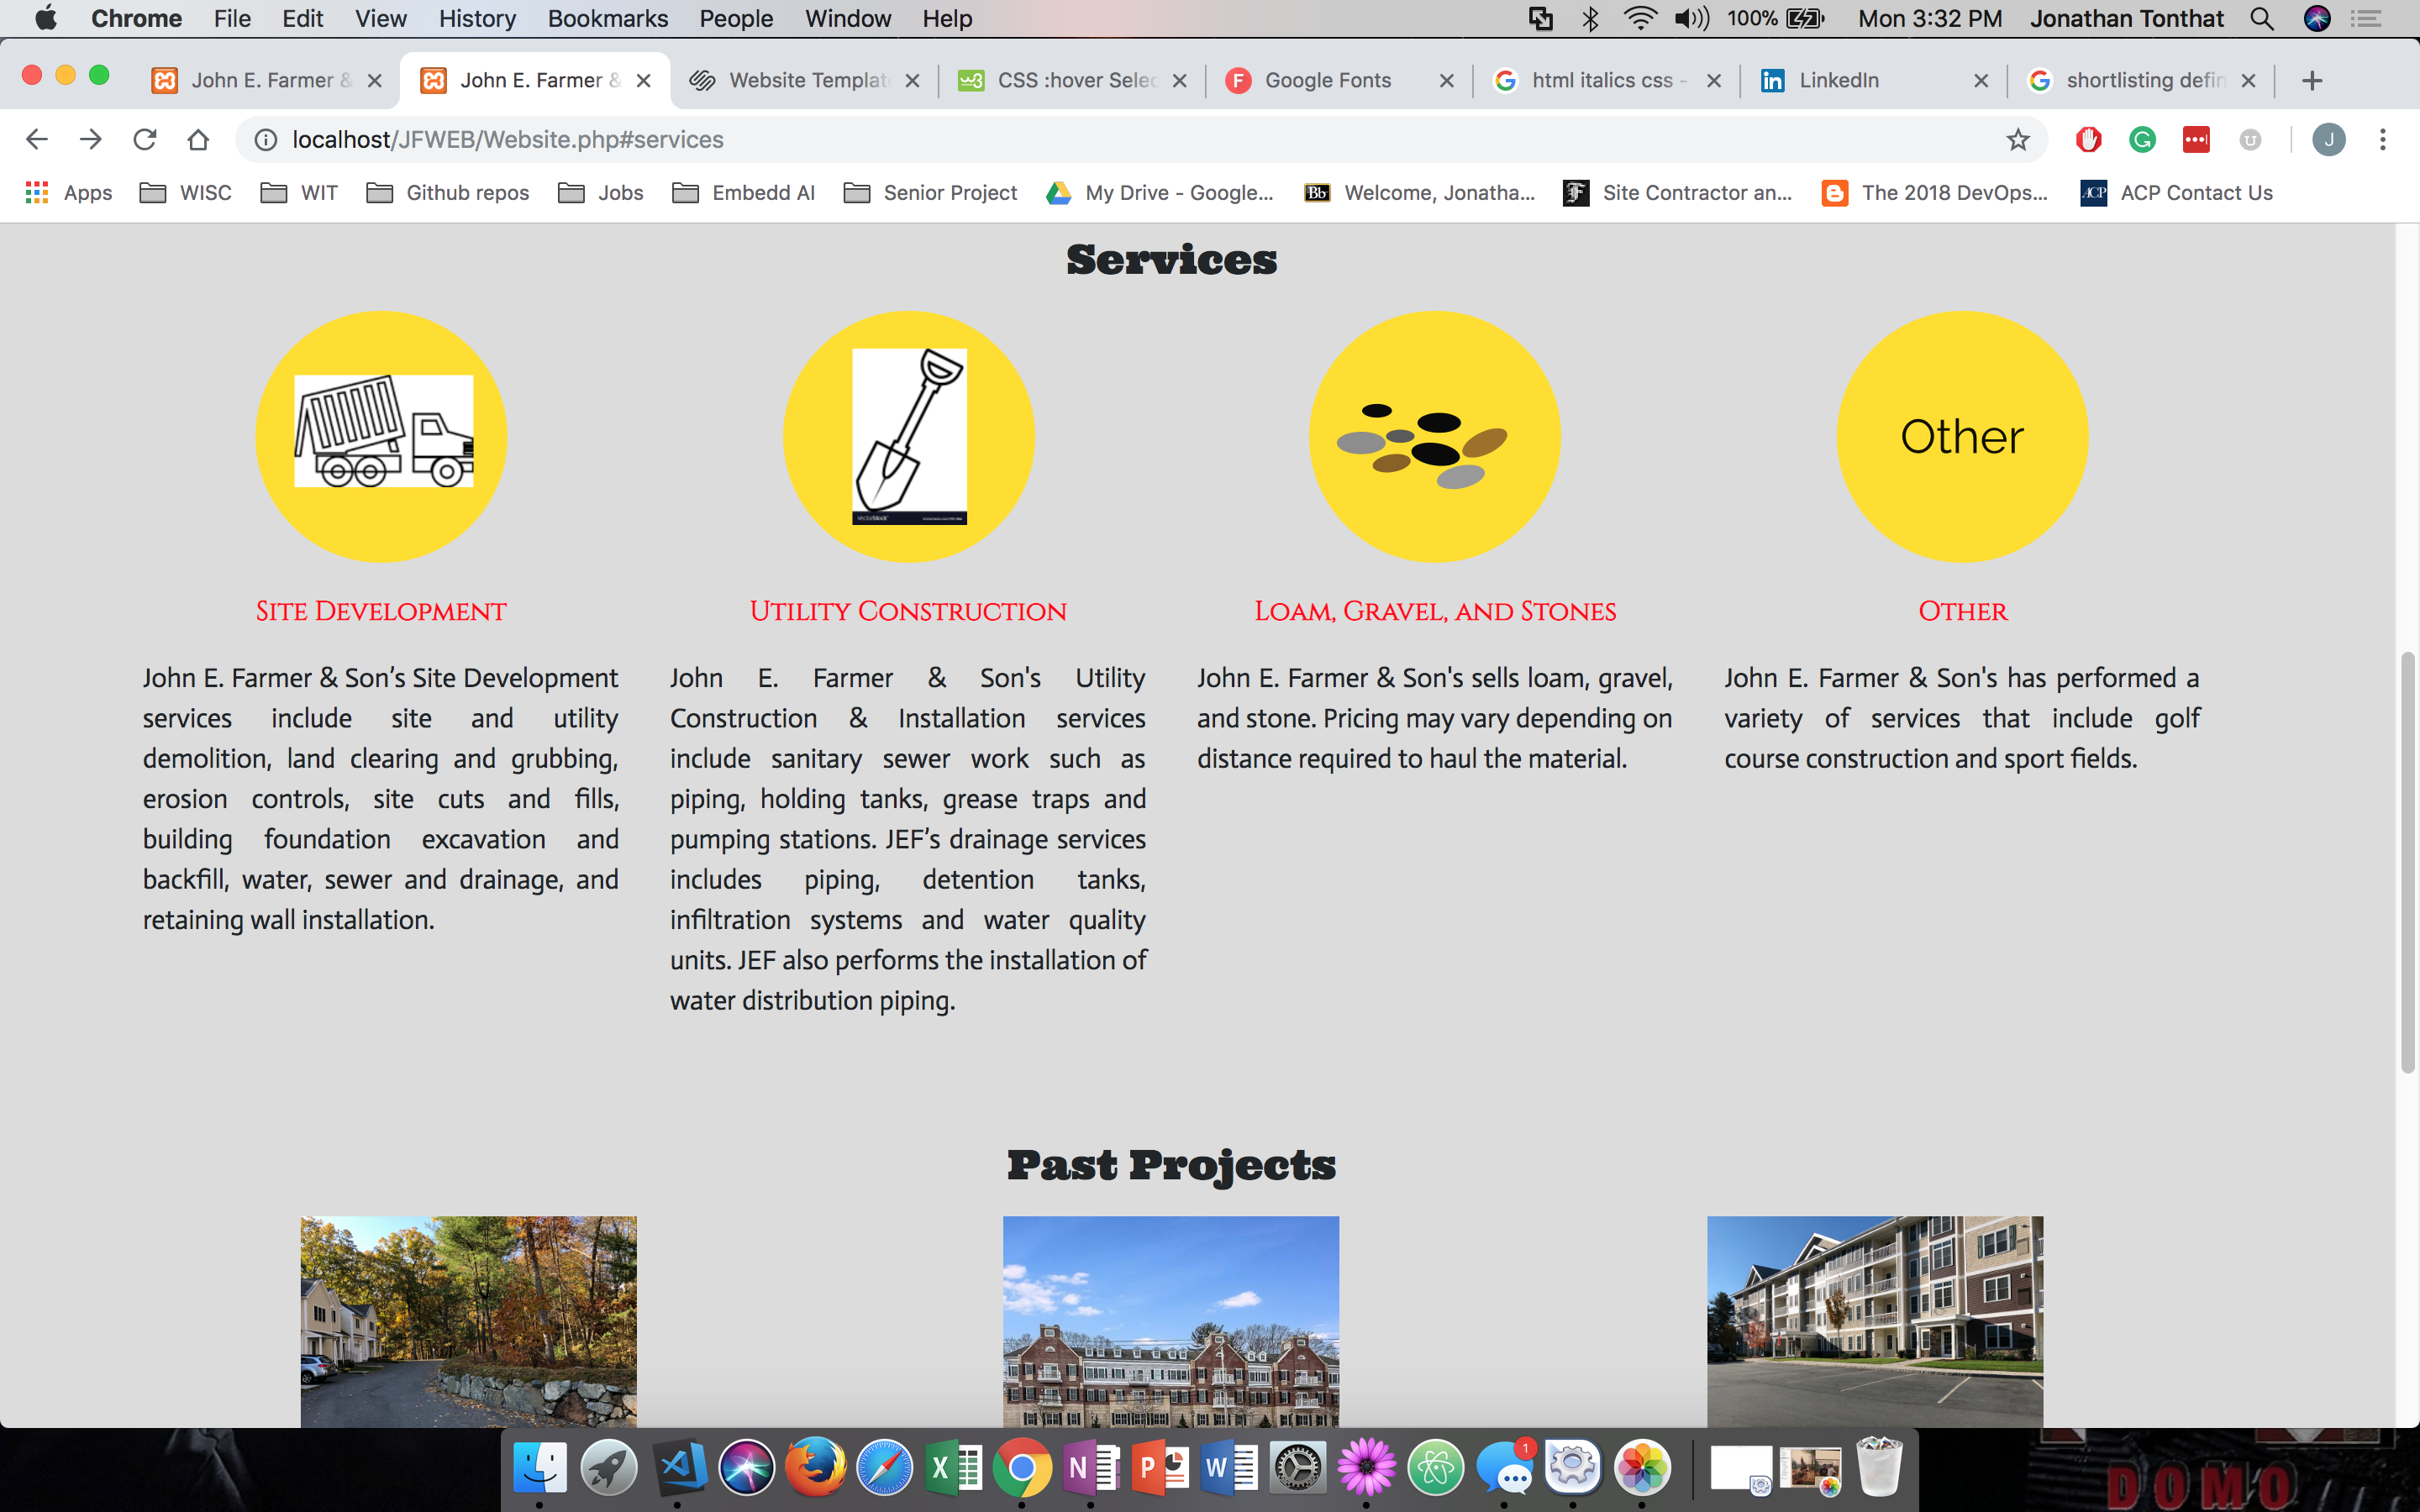 Chrome File Edit View History Bookmarks People Window Help 100% Mon 3:32 PM Jonathan Tonthat
John E. Farmer & John E. Farmer & Website Templat CSS :hover Selec Google Fonts html italics css - LinkedIn shortlisting defin
localhost/JFWEB/Website.php#services
Apps WISC WIT Github repos Jobs Embedd AI Senior Project My Drive - Google... Welcome, Jonatha... Site Contractor an... The 2018 DevOps... ACP Contact Us
Services
Other
Site Development
John E. Farmer & Son’s Site Development
services include site and utility
demolition, land clearing and grubbing,
erosion controls, site cuts and fills,
building foundation excavation and
backfill, water, sewer and drainage, and
retaining wall installation.
Utility Construction
John E. Farmer & Son's Utility
Construction & Installation services
include sanitary sewer work such as
piping, holding tanks, grease traps and
pumping stations. JEF’s drainage services
includes piping, detention tanks,
infiltration systems and water quality
units. JEF also performs the installation of
water distribution piping.
Loam, Gravel, and Stones
John E. Farmer & Son's sells loam, gravel,
and stone. Pricing may vary depending on
distance required to haul the material.
Other
John E. Farmer & Son's has performed a
variety of services that include golf
course construction and sport fields.
Past Projects
DOMO